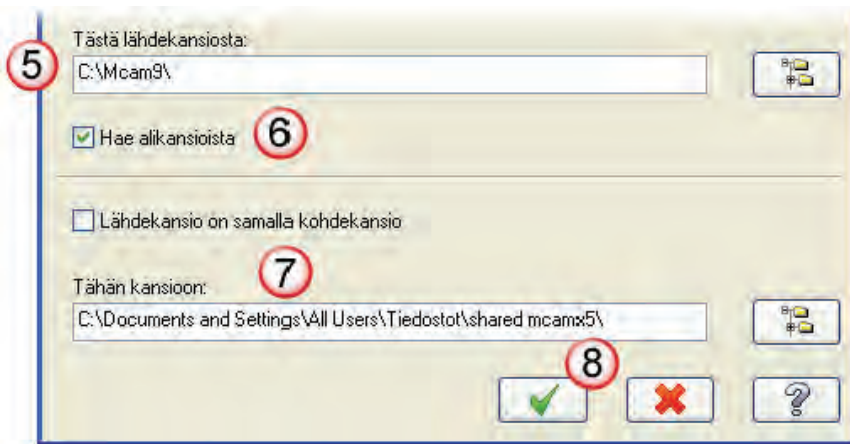 Tästä lähdekansiosta:
5
C:\Mcam9\
Hae alikansioista 6
Lähdekansio on samalla kohdekansio
7
Tähän kansioon:
C:\Documents and Settings\All Users\Tiedostot\shared mcamx5\
8
?